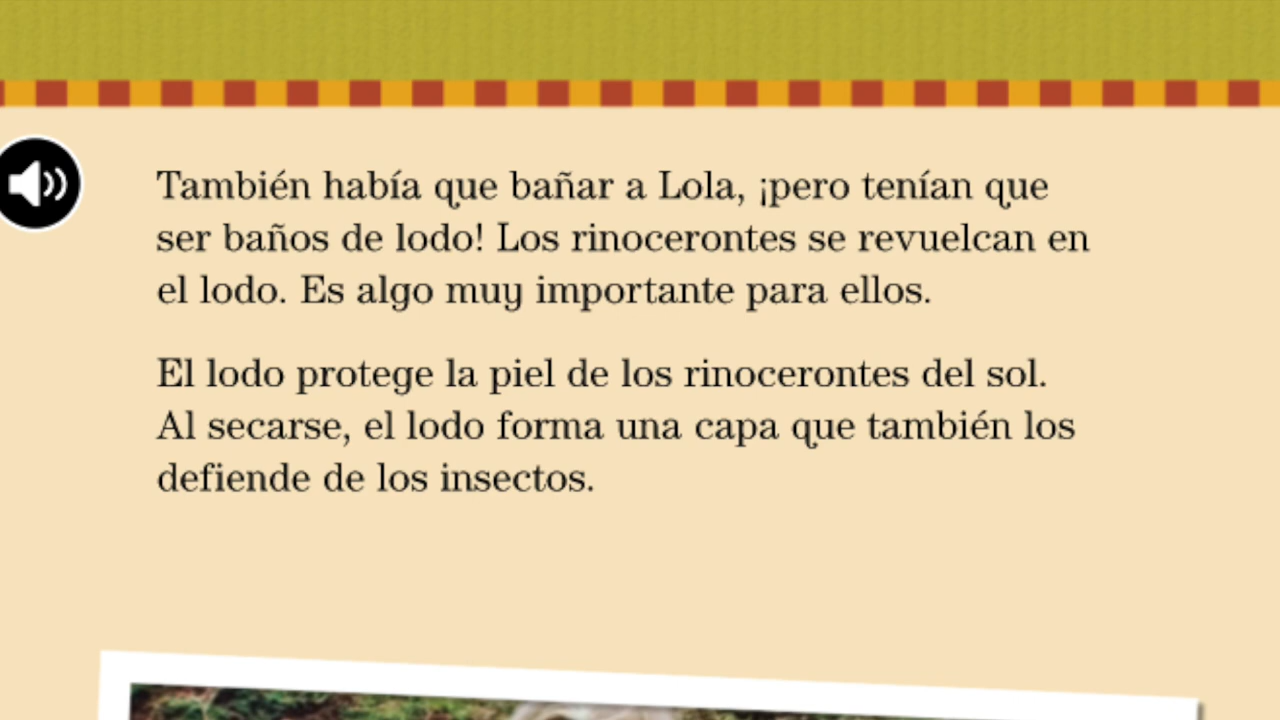 También había que bañar a Lola, ¡pero tenían que
ser baños de lodo! Los rinocerontes se revuelcan en
el lodo. Es algo muy importante para ellos.
El lodo protege la piel de los rinocerontes del sol.
Al secarse, el lodo forma una capa que también los
defiende de los insectos.